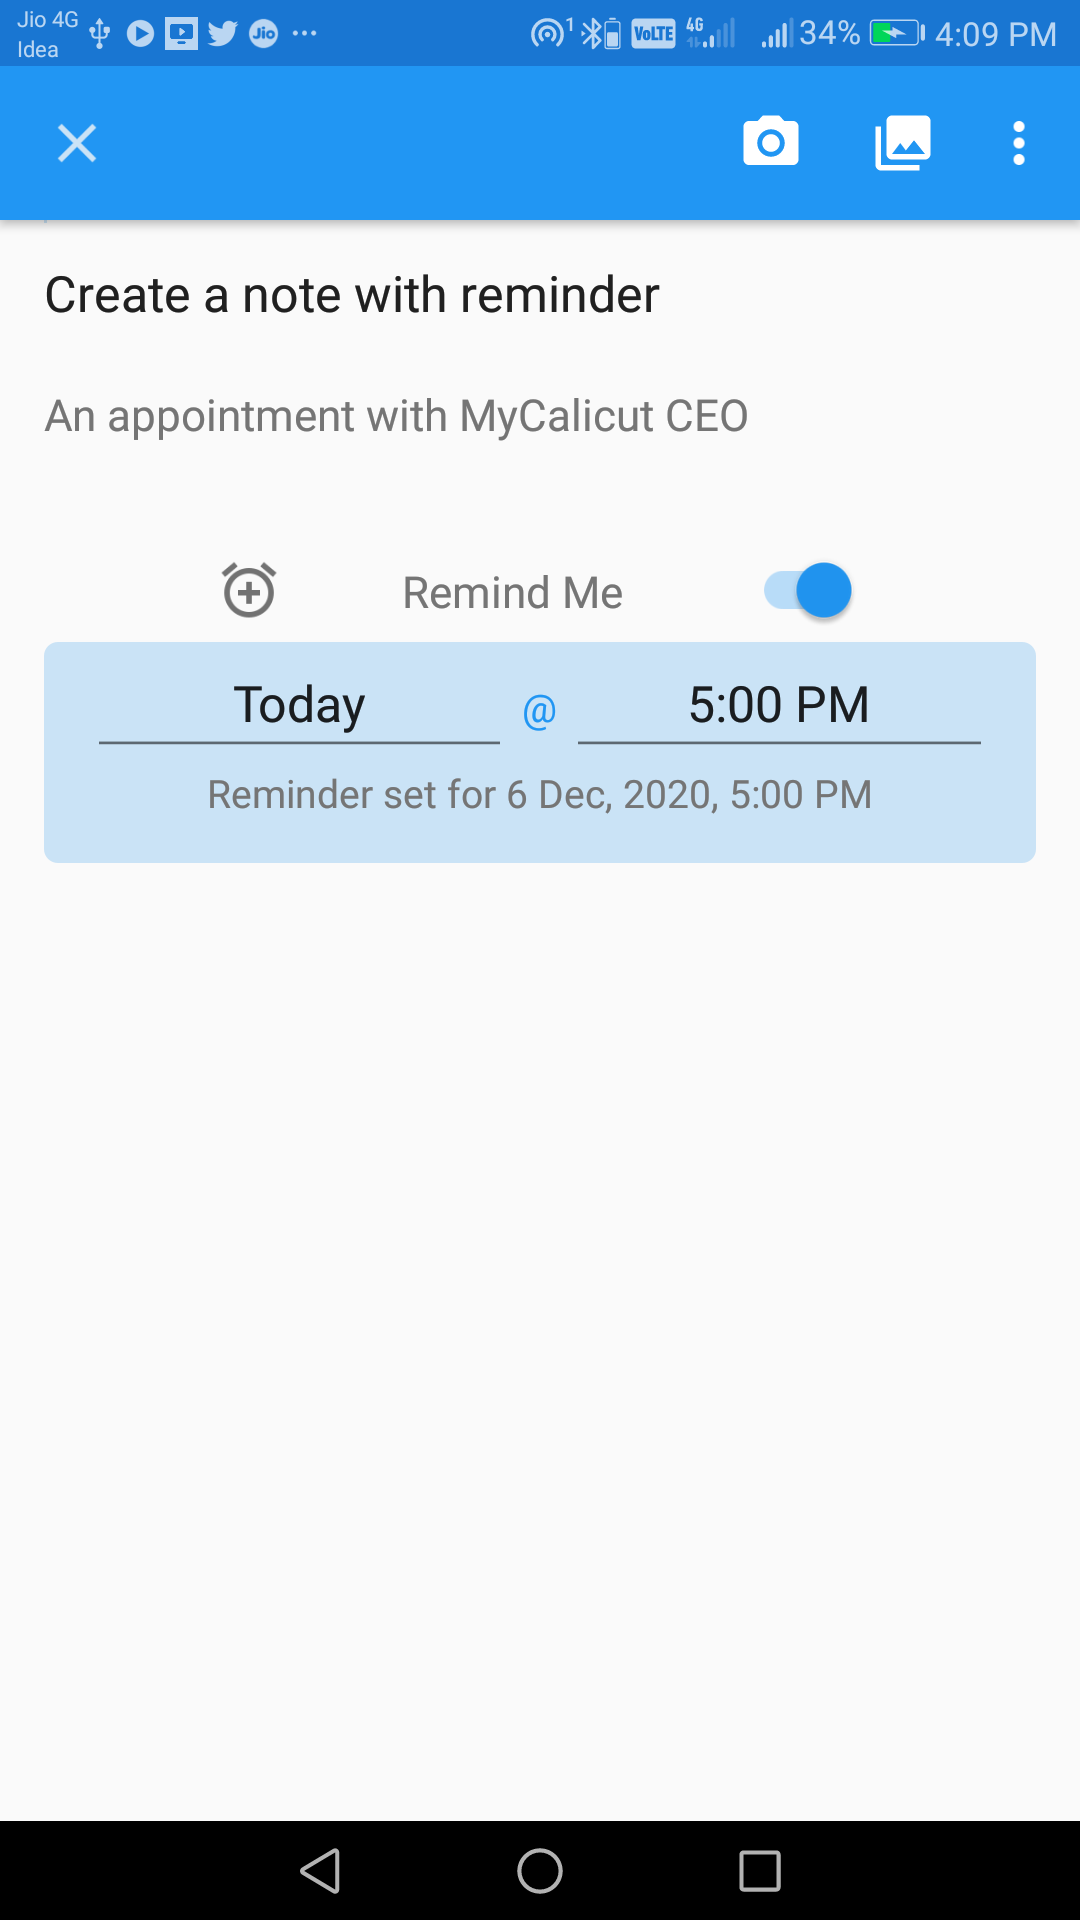 Jio 4G
Idea
Jio
1
VoLTE
4G
34%
4:09 PM
Create a note with reminder
An appointment with MyCalicut CEO
Remind Me
Today @ 5:00 PM
Reminder set for 6 Dec, 2020, 5:00 PM